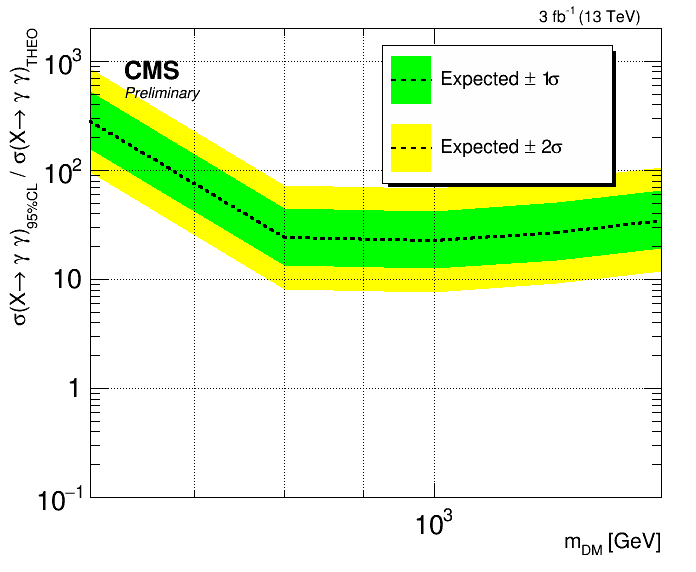 3 fb⁻¹ (13 TeV)
CMS
Preliminary
Expected ± 1σ
Expected ± 2σ
σ(X→ γ γ)95%CL / σ(X→ γ γ)THEO
10³
10²
10
1
10⁻¹
10³
mDM [GeV]